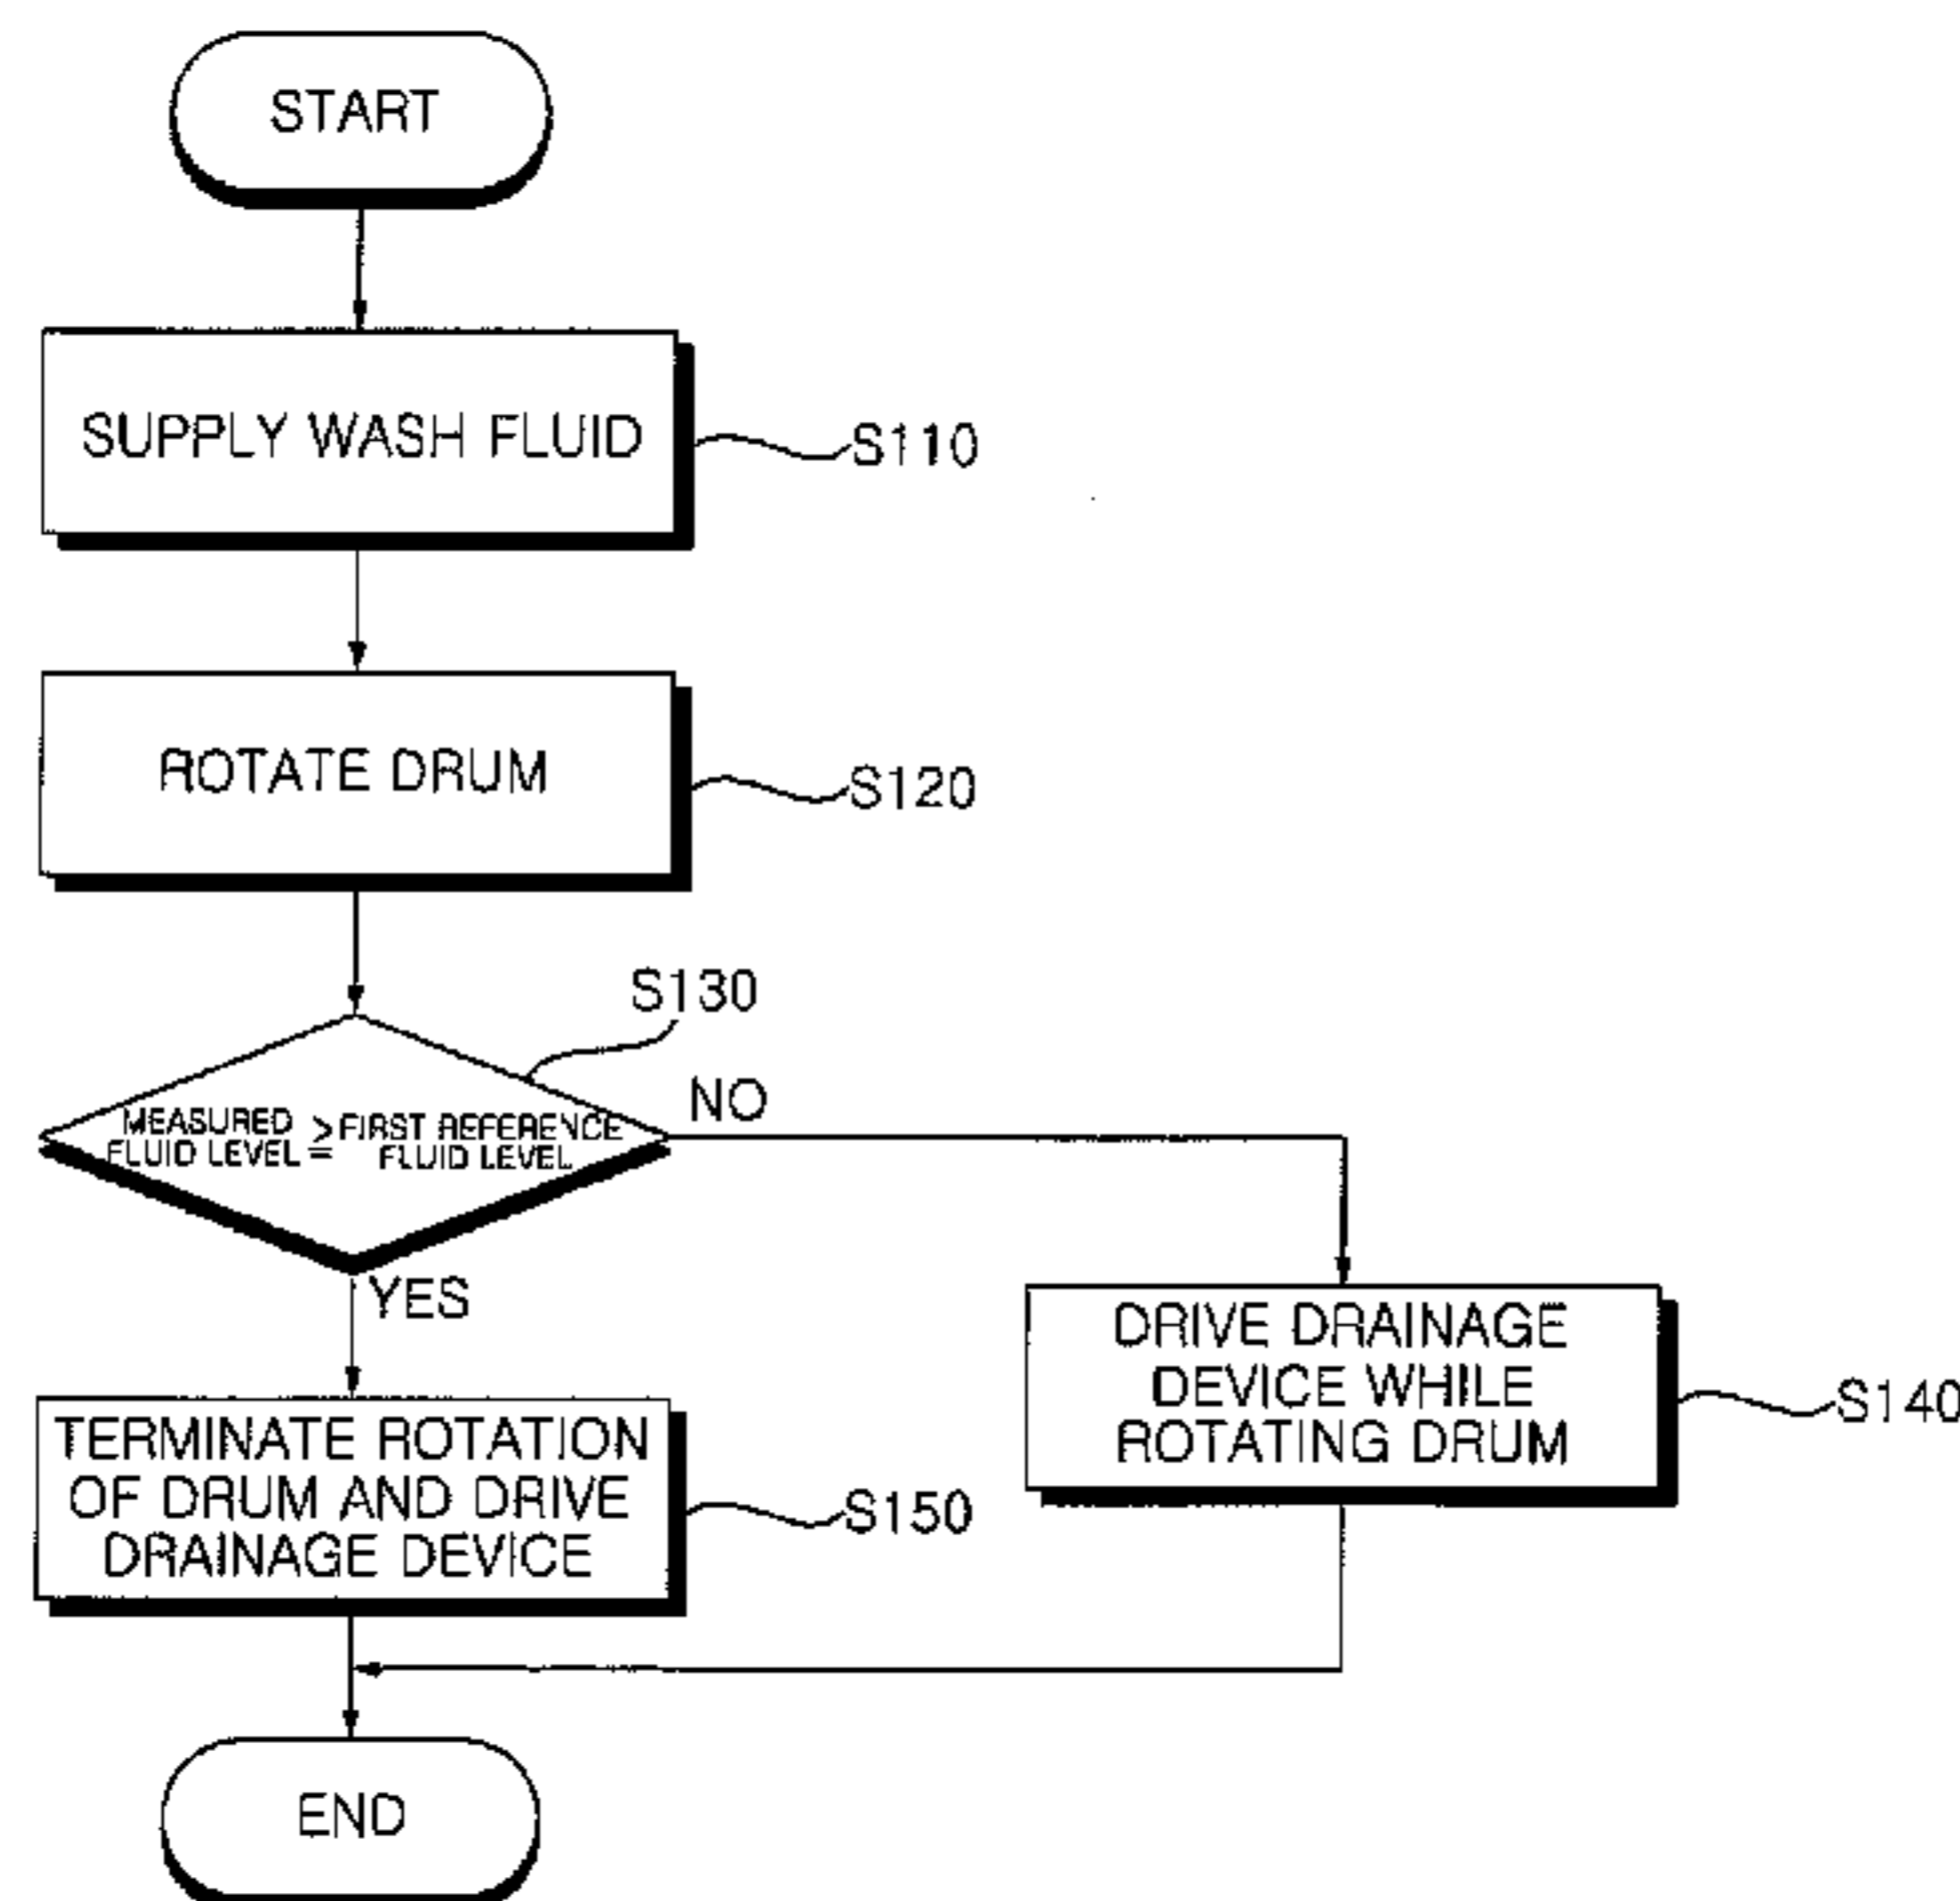 START
SUPPLY WASH FLUID
S110
ROTATE DRUM
S120
S130
MEASURED
FLUID LEVEL
≧
FIRST REFERENCE
FLUID LEVEL
NO
YES
DRIVE DRAINAGE
DEVICE WHILE
ROTATING DRUM
S140
TERMINATE ROTATION
OF DRUM AND DRIVE
DRAINAGE DEVICE
S150
END